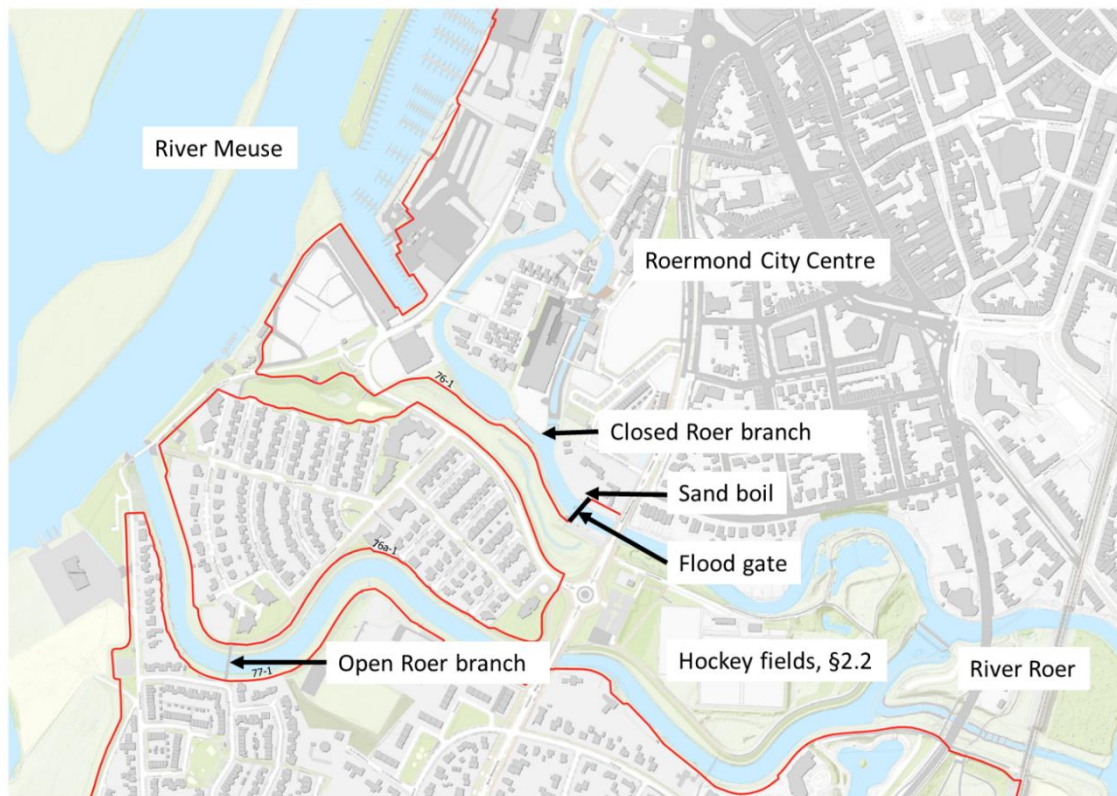 River Meuse
Roermond City Centre
76-1
Closed Roer branch
Sand boil
Flood gate
76a-1
Hockey fields, §2.2
River Roer
Open Roer branch
77-1